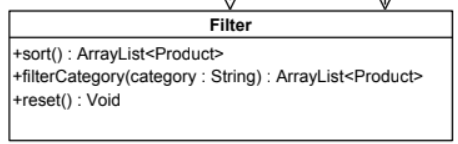 Filter
+sort() : ArrayList<Product>
+filterCategory(category : String) : ArrayList<Product>
+reset() : Void